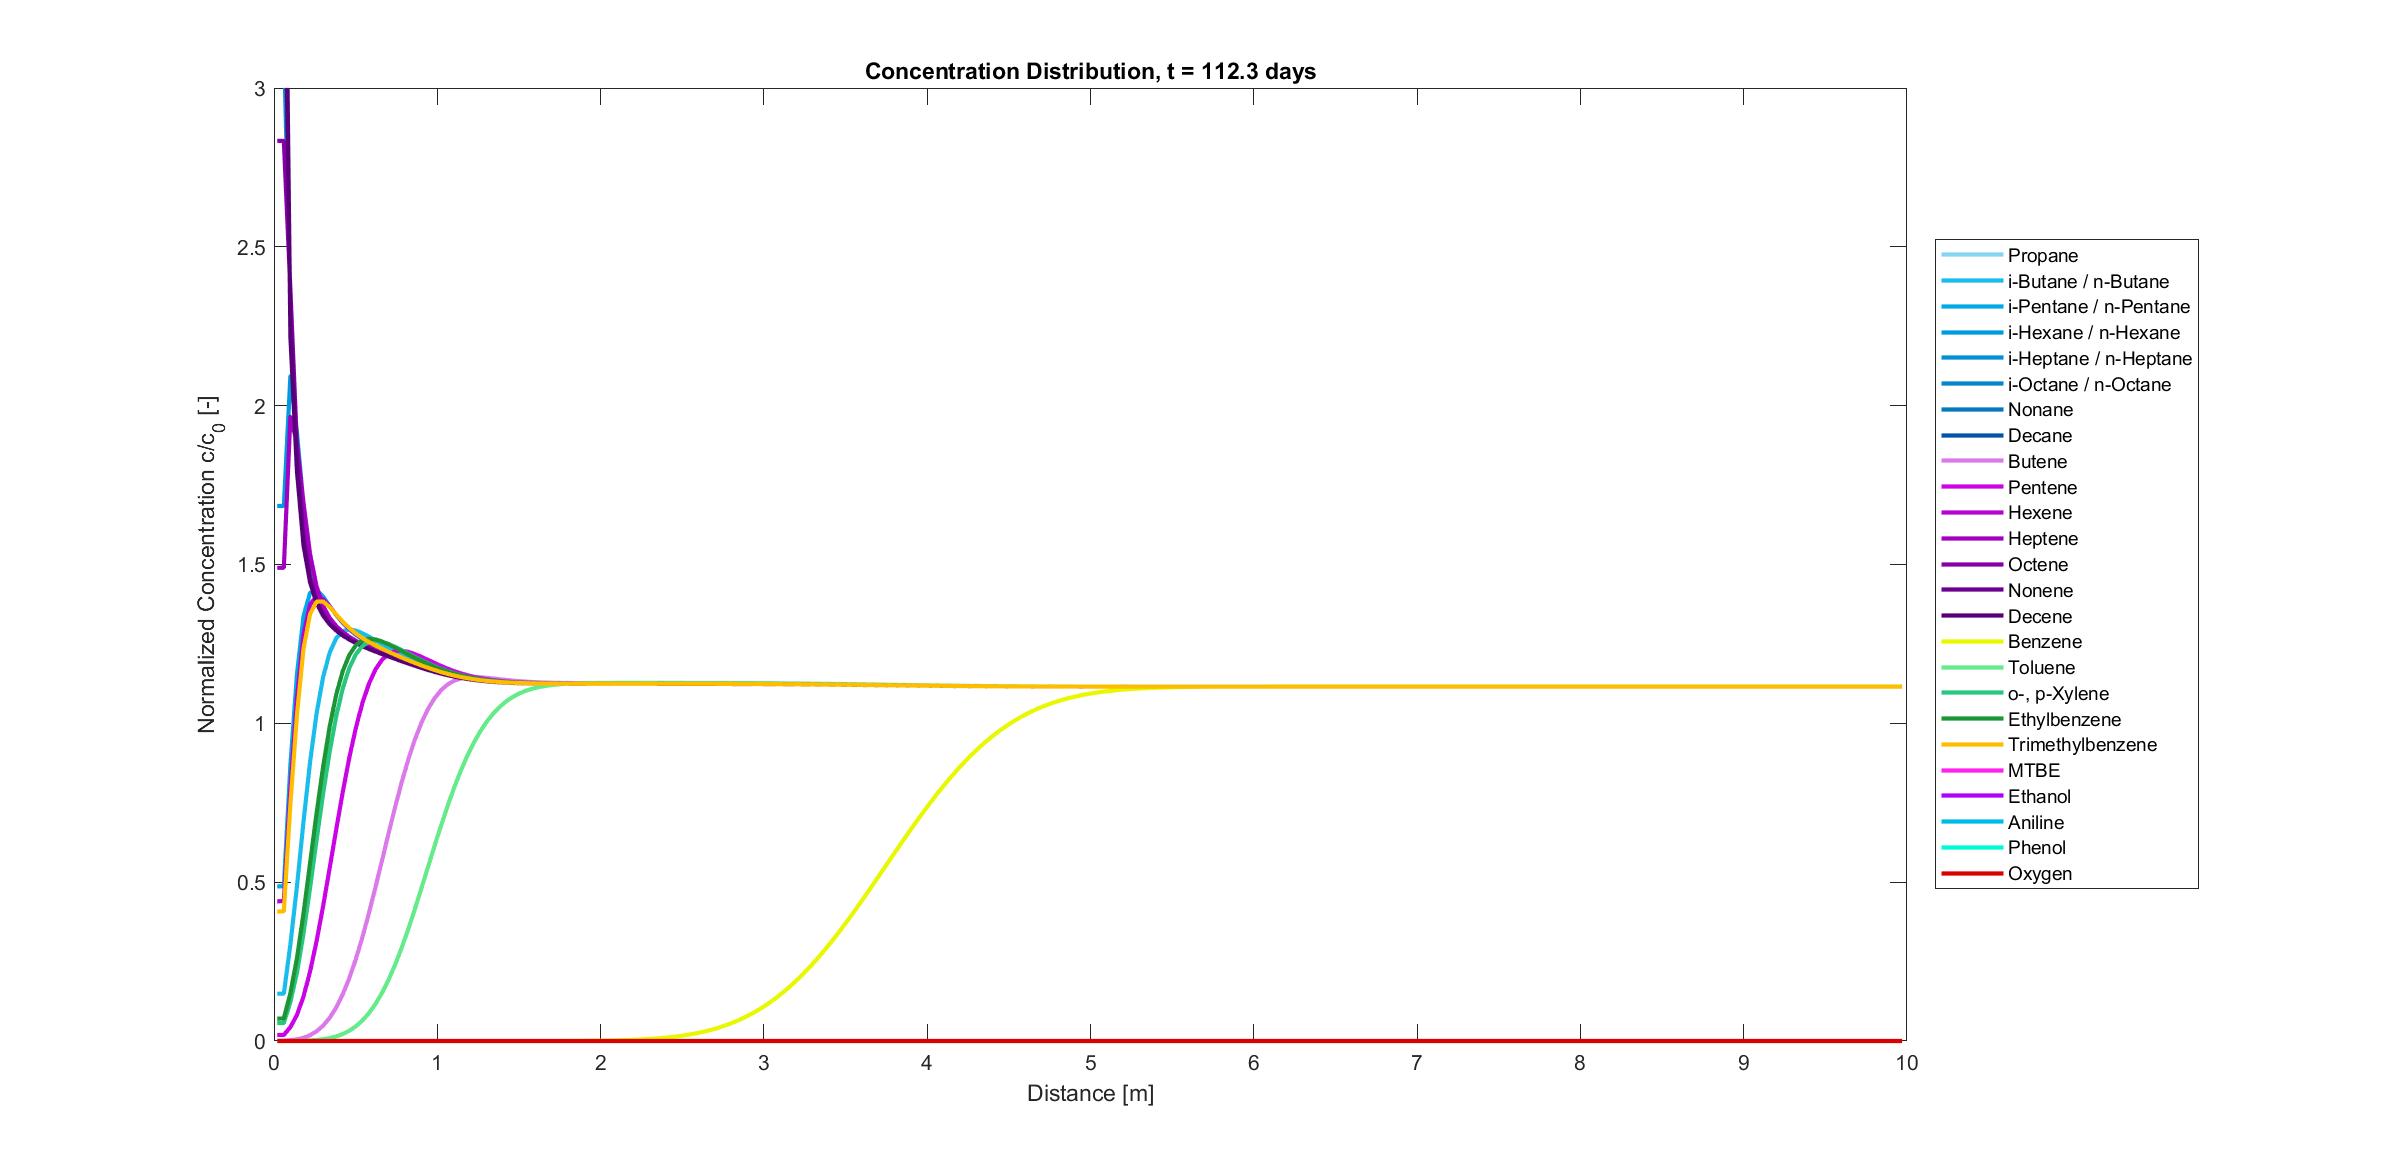 Concentration Distribution, t = 112.3 days
3
2.5
2
1.5
1
0.5
0
Normalized Concentration c/c0 [-]
0 1 2 3 4 5 6 7 8 9 10
Distance [m]
Propane
i-Butane / n-Butane
i-Pentane / n-Pentane
i-Hexane / n-Hexane
i-Heptane / n-Heptane
i-Octane / n-Octane
Nonane
Decane
Butene
Pentene
Hexene
Heptene
Octene
Nonene
Decene
Benzene
Toluene
o-, p-Xylene
Ethylbenzene
Trimethylbenzene
MTBE
Ethanol
Aniline
Phenol
Oxygen